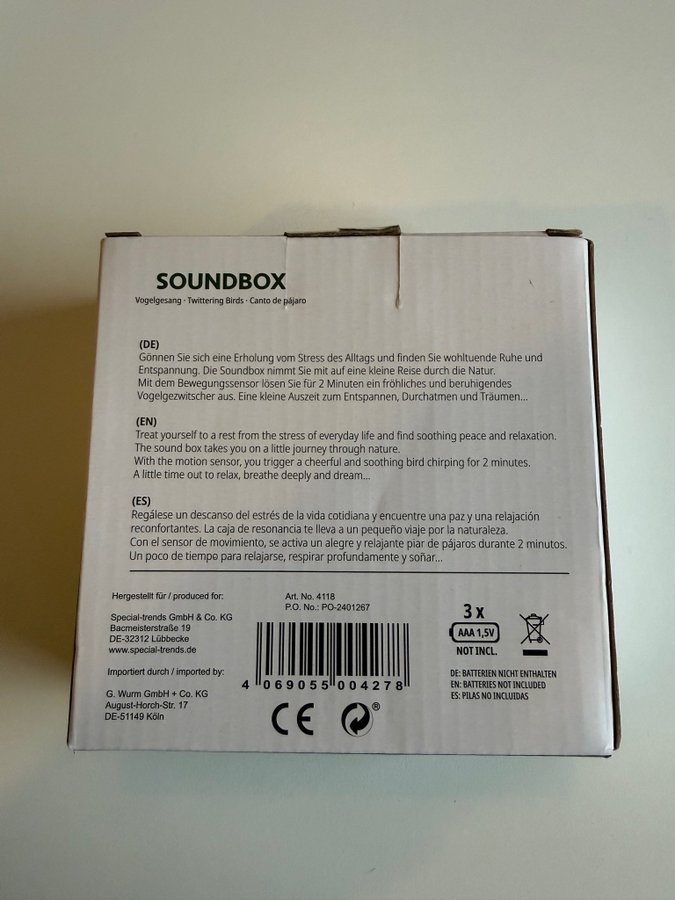 SOUNDBOX
Vogelgesang · Twittering Birds · Canto de pájaro
(DE)
Gönnen Sie sich eine Erholung vom Stress des Alltags und finden Sie wohltuende Ruhe und
Entspannung. Die Soundbox nimmt Sie mit auf eine kleine Reise durch die Natur.
Mit dem Bewegungssensor lösen Sie für 2 Minuten ein fröhliches und beruhigendes
Vogelgezwitscher aus. Eine kleine Auszeit zum Entspannen, Durchatmen und Träumen...
(EN)
Treat yourself to a rest from the stress of everyday life and find soothing peace and relaxation.
The sound box takes you on a little journey through nature.
With the motion sensor, you trigger a cheerful and soothing bird chirping for 2 minutes.
A little time out to relax, breathe deeply and dream...
(ES)
Regálese un descanso del estrés de la vida cotidiana y encuentre una paz y una relajación
reconfortantes. La caja de resonancia te lleva a un pequeño viaje por la naturaleza.
Con el sensor de movimiento, se activa un alegre y relajante piar de pájaros durante 2 minutos.
Un poco de tiempo para relajarse, respirar profundamente y soñar...
Hergestellt für / produced for:
Special-trends GmbH & Co. KG
Bacmeisterstraße 19
DE-32312 Lübbecke
www.special-trends.de
Importiert durch / imported by:
G. Wurm GmbH + Co. KG
August-Horch-Str. 17
DE-51149 Köln
Art. No. 4118
P.O. No.: PO-2401267
4 069055 004278
CE
®
3 x
AAA 1,5V
NOT INCL.
DE: BATTERIEN NICHT ENTHALTEN
EN: BATTERIES NOT INCLUDED
ES: PILAS NO INCLUIDAS